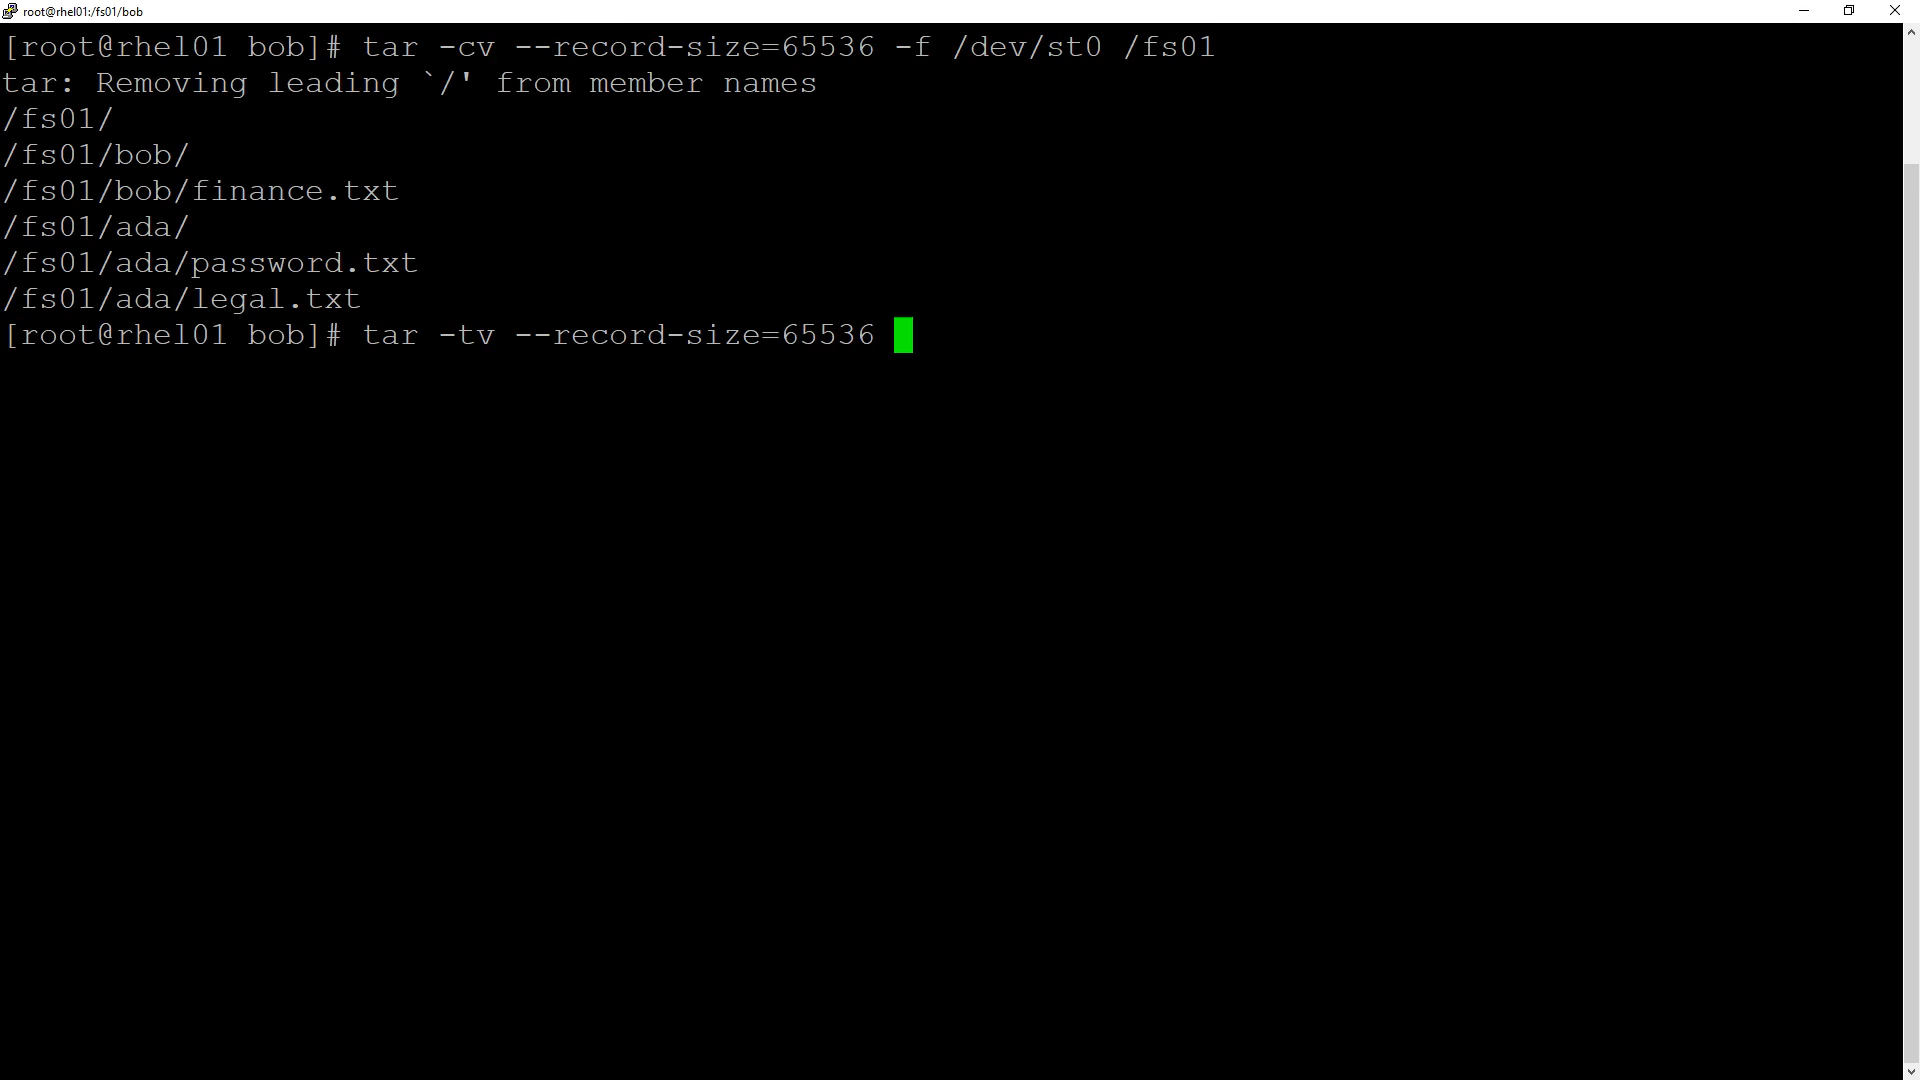 root@rhel01:/fs01/bob
[root@rhel01 bob]# tar -cv --record-size=65536 -f /dev/st0 /fs01
tar: Removing leading `/' from member names
/fs01/
/fs01/bob/
/fs01/bob/finance.txt
/fs01/ada/
/fs01/ada/password.txt
/fs01/ada/legal.txt
[root@rhel01 bob]# tar -tv --record-size=65536